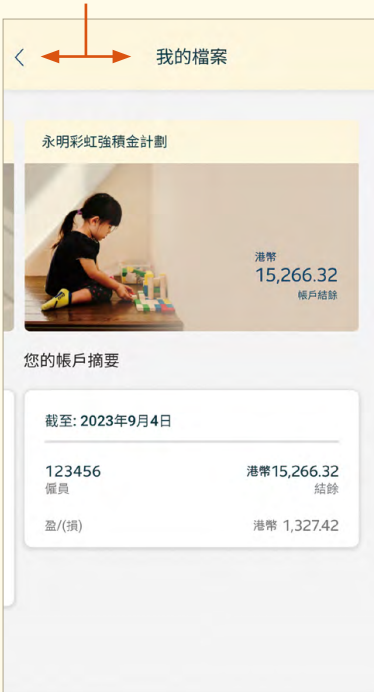 我的檔案
永明彩虹強積金計劃
港幣
15,266.32
帳戶結餘
您的帳戶摘要
截至: 2023年9月4日
123456 港幣15,266.32
僱員 結餘
盈/(損) 港幣 1,327.42